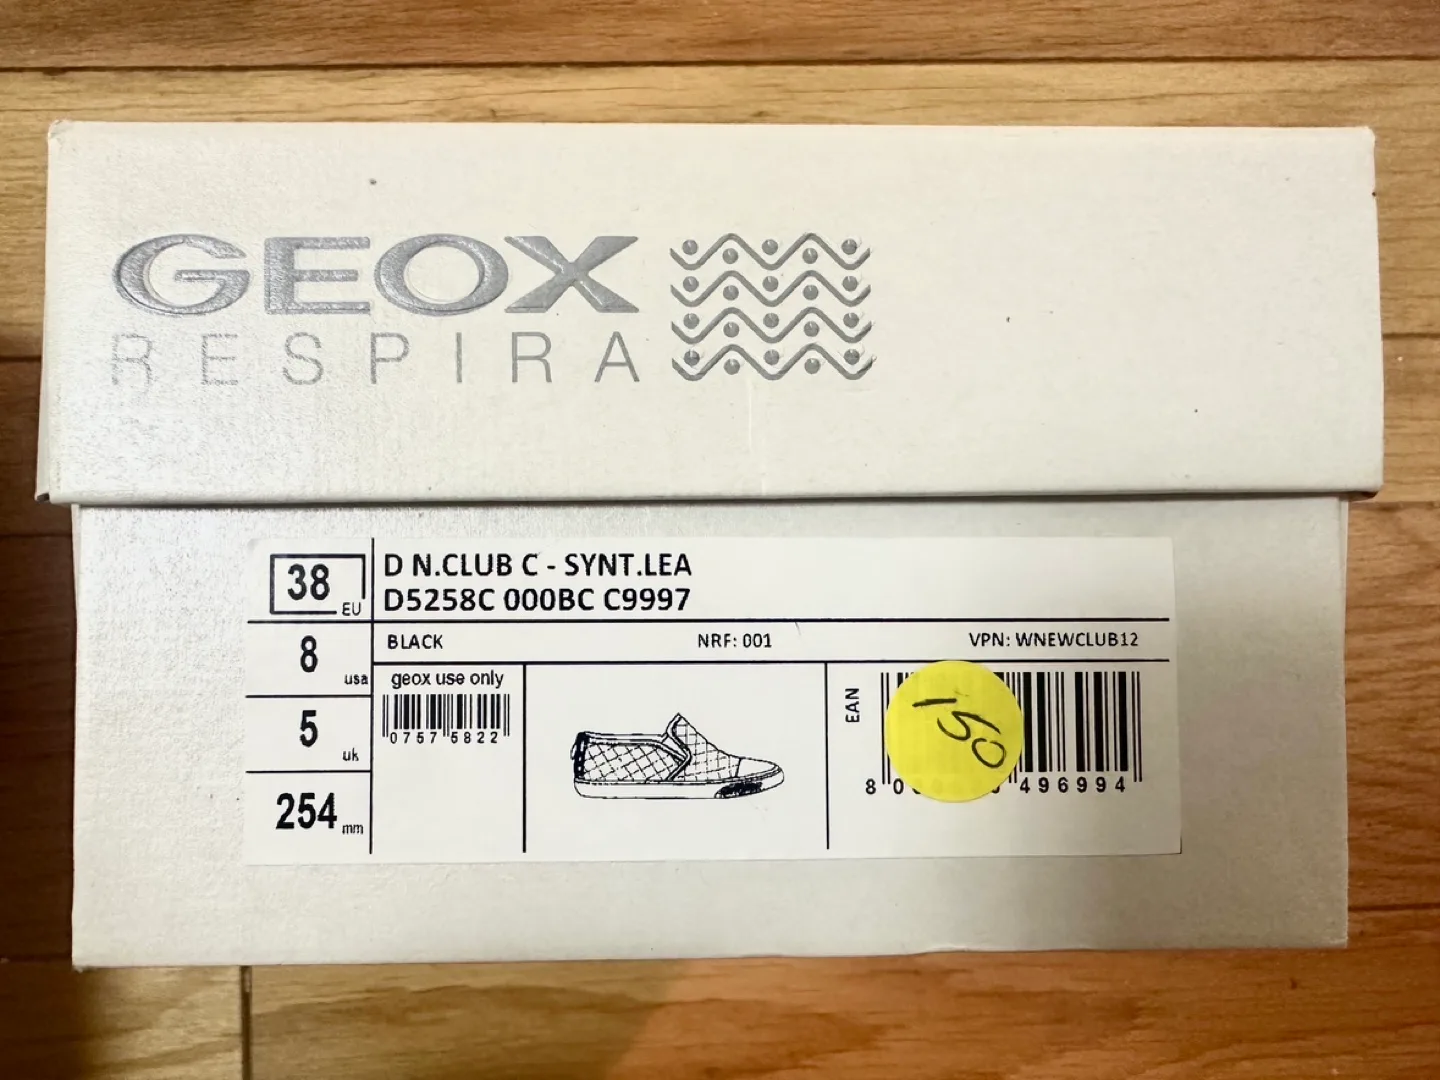 GEOX
RESPIRA
38 EU
D N.CLUB C - SYNT.LEA
D5258C 000BC C9997
8 usa
BLACK NRF: 001 VPN: WNEWCLUB12
geox use only
0757 5822
5 uk
254 mm
EAN
150
496994